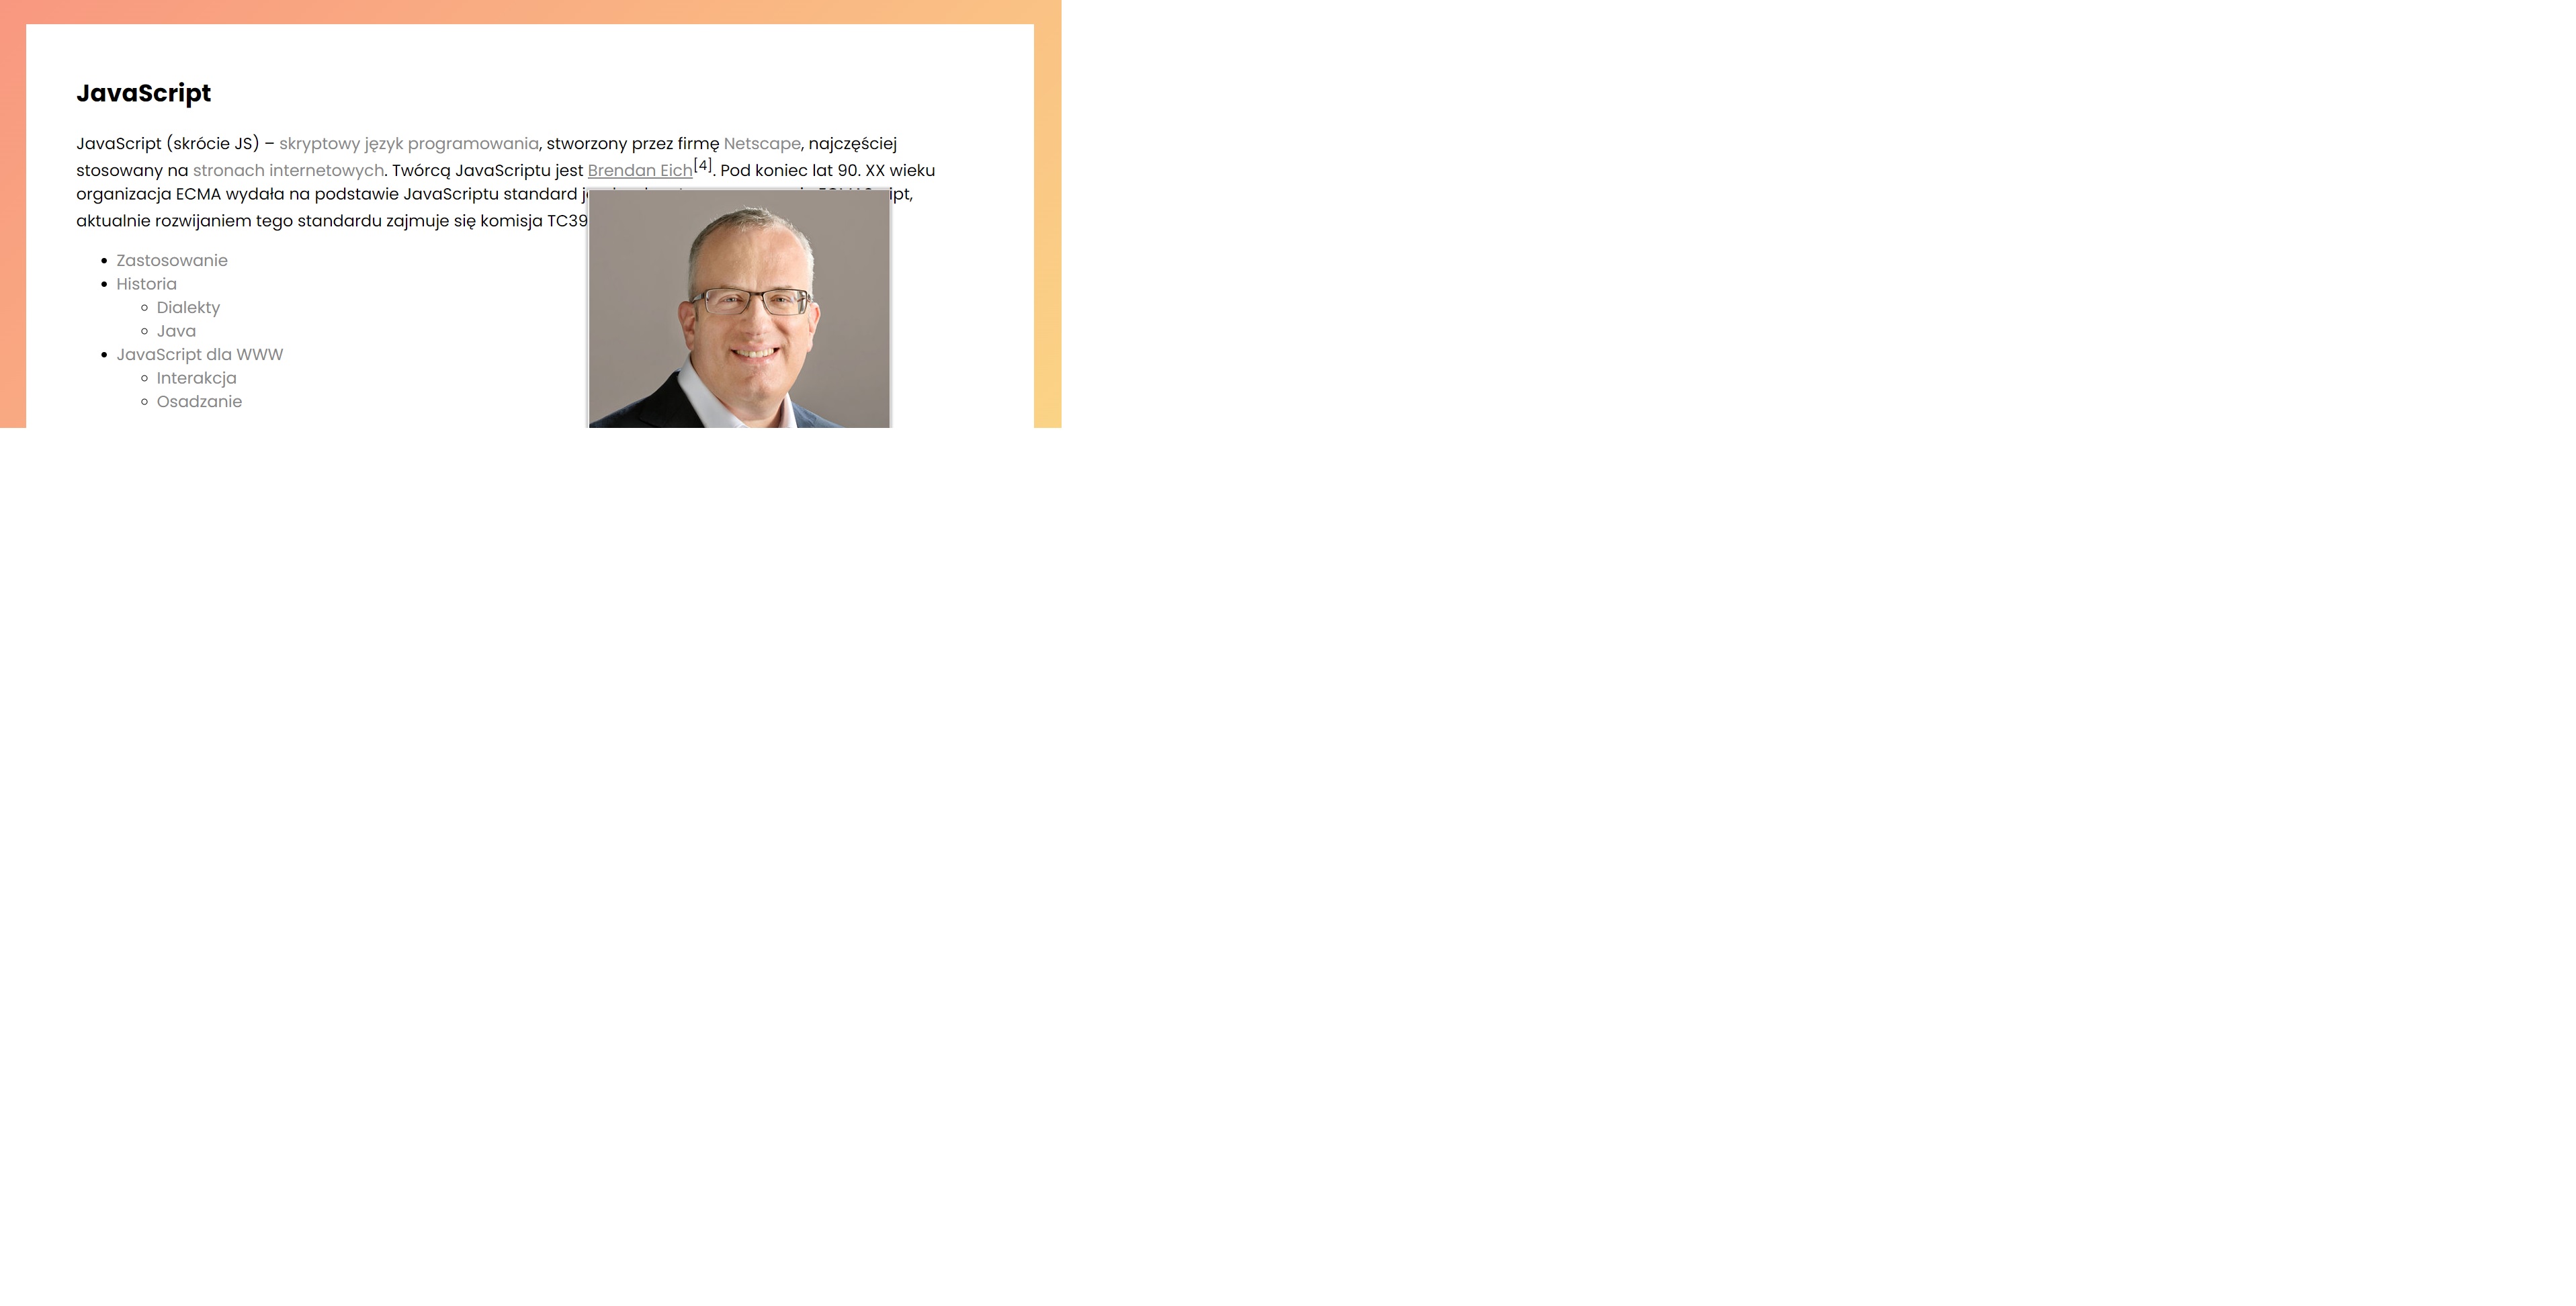 JavaScript
JavaScript (skrócie JS) – skryptowy język programowania, stworzony przez firmę Netscape, najczęściej
stosowany na stronach internetowych. Twórcą JavaScriptu jest Brendan Eich[4]. Pod koniec lat 90. XX wieku
organizacja ECMA wydała na podstawie JavaScriptu standard
aktualnie rozwijaniem tego standardu zajmuje się komisja TC39
Zastosowanie
Historia
Dialekty
Java
JavaScript dla WWW
Interakcja
Osadzanie